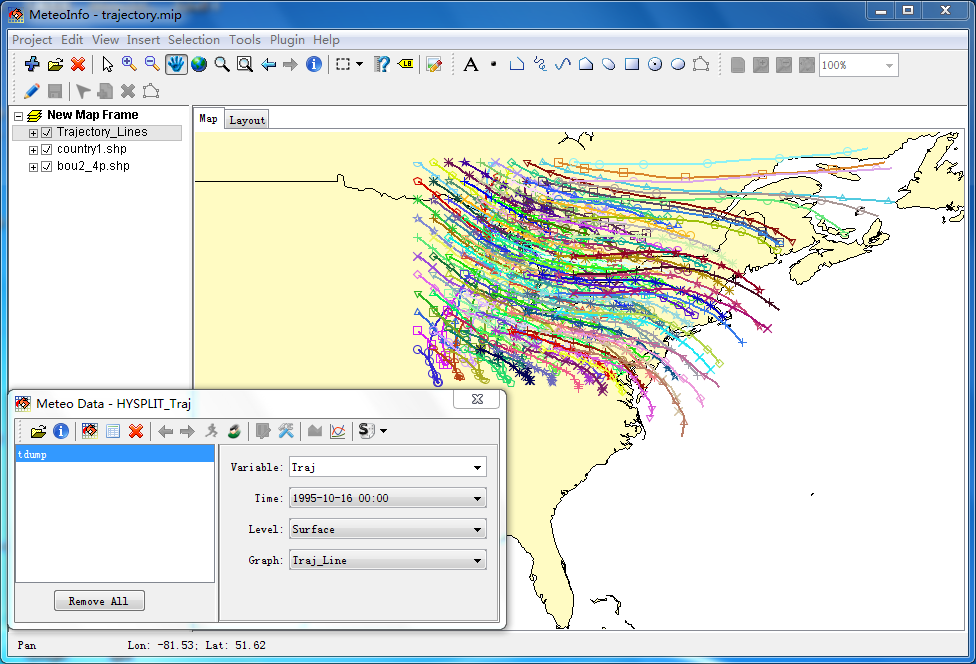 MeteoInfo - trajectory.mip
Project Edit View Insert Selection Tools Plugin Help
LAB
A
100%
New Map Frame
Trajectory_Lines
country1.shp
bou2_4p.shp
Map Layout
Meteo Data - HYSPLIT_Traj
S
tdump
Variable: Traj
Time: 1995-10-16 00:00
Level: Surface
Graph: Traj_Line
Remove All
Pan Lon: -81.53; Lat: 51.62